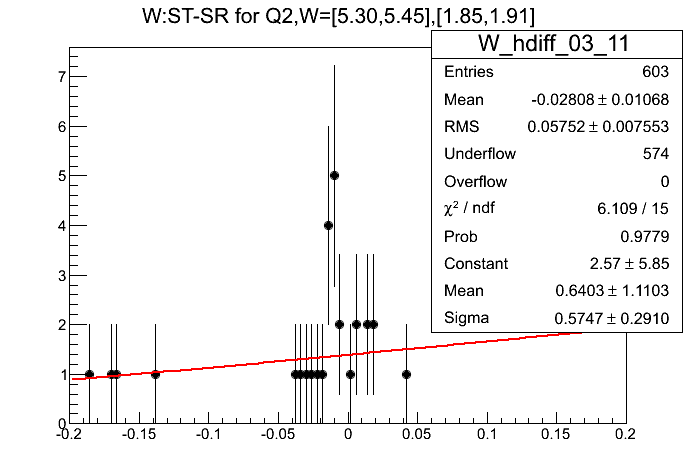 W:ST-SR for Q2,W=[5.30,5.45],[1.85,1.91]
W_hdiff_03_11
Entries 603
Mean -0.02808 ± 0.01068
RMS 0.05752 ± 0.007553
Underflow 574
Overflow 0
χ² / ndf 6.109 / 15
Prob 0.9779
Constant 2.57 ± 5.85
Mean 0.6403 ± 1.1103
Sigma 0.5747 ± 0.2910
7
6
5
4
3
2
1
0
-0.2 -0.15 -0.1 -0.05 0 0.05 0.1 0.15 0.2